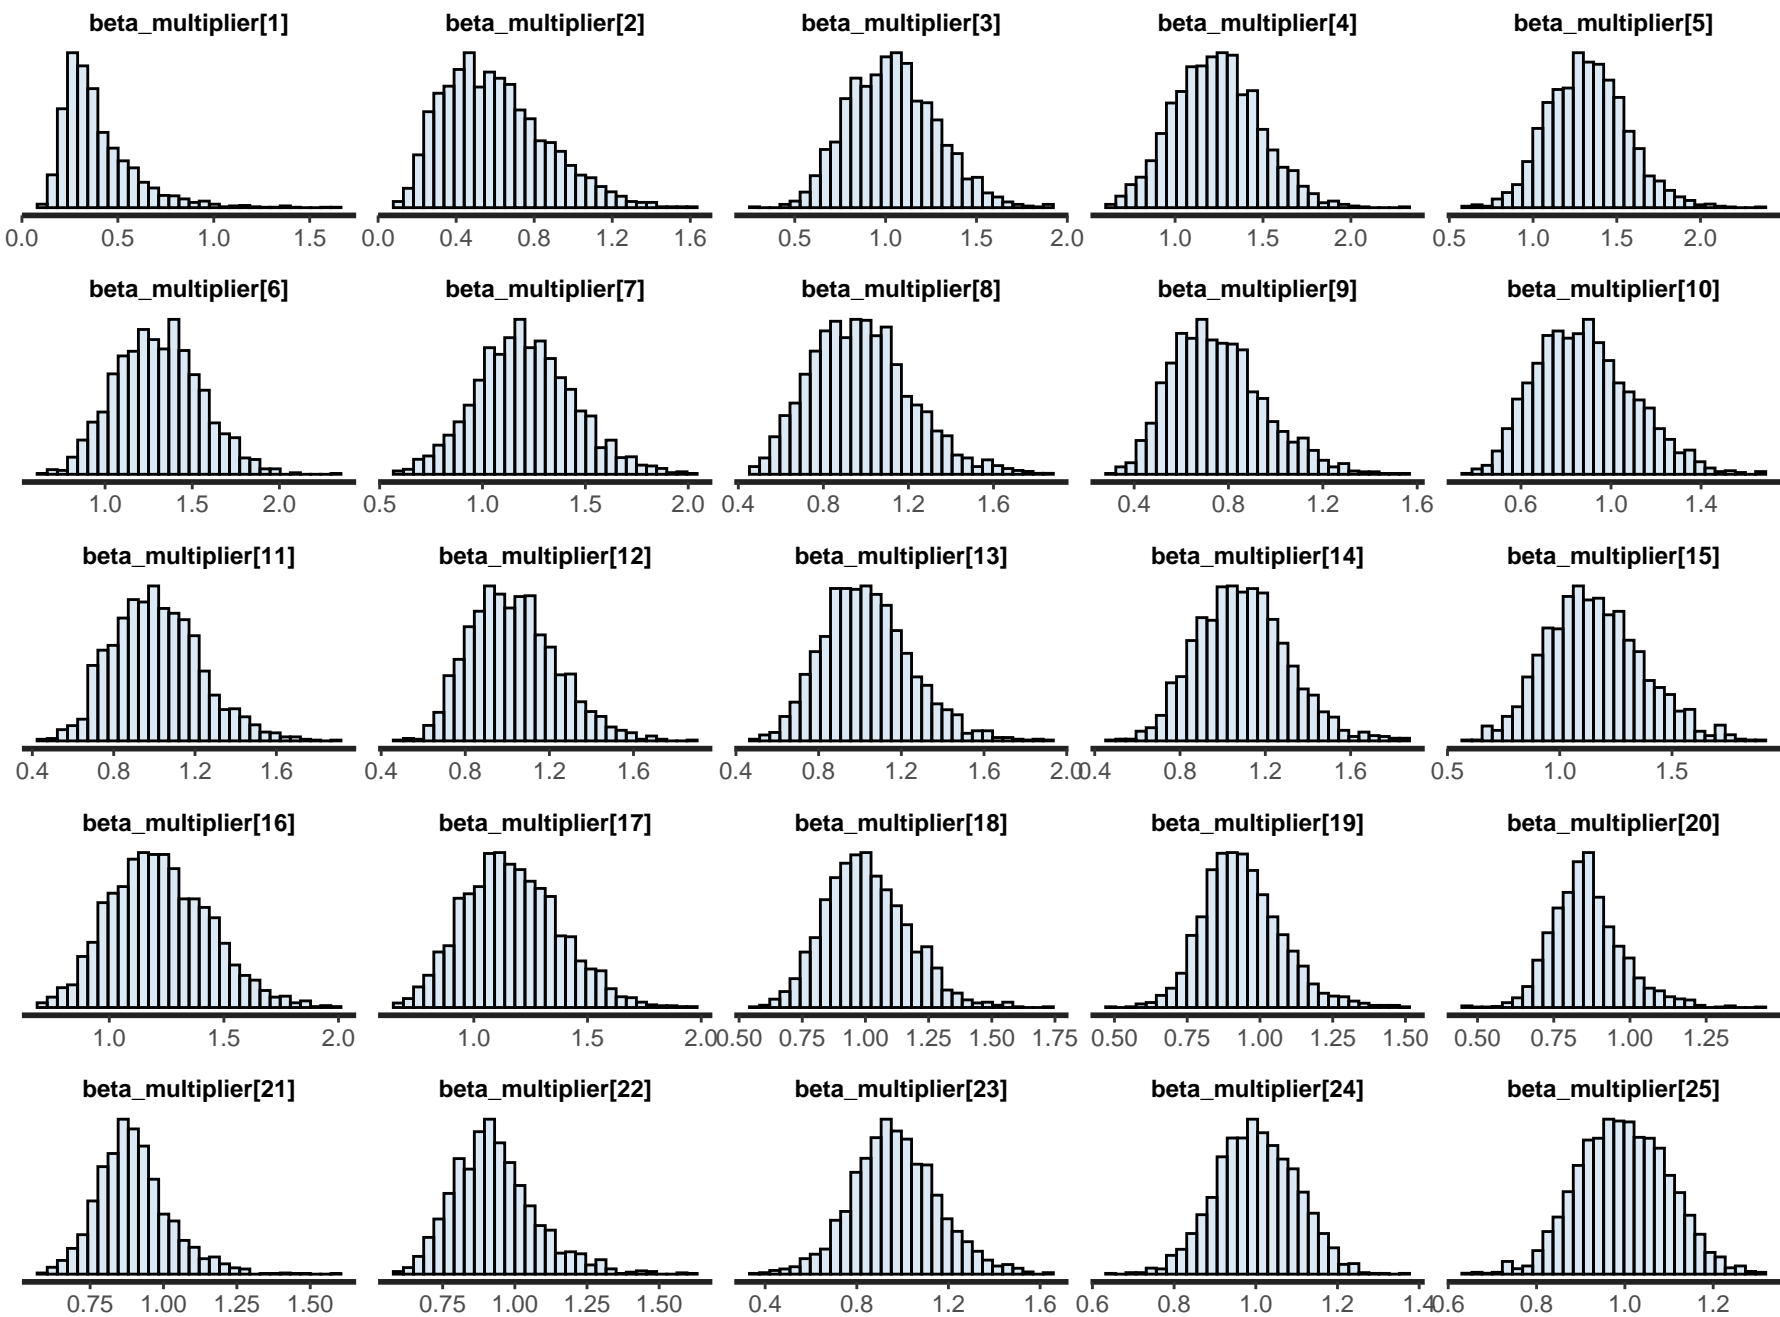 beta_multiplier[1] beta_multiplier[2] beta_multiplier[3] beta_multiplier[4] beta_multiplier[5]
0.0 0.5 1.0 1.5 0.0 0.4 0.8 1.2 1.6 0.5 1.0 1.5 2.0 1.0 1.5 2.0 0.5 1.0 1.5 2.0
beta_multiplier[6] beta_multiplier[7] beta_multiplier[8] beta_multiplier[9] beta_multiplier[10]
1.0 1.5 2.0 0.5 1.0 1.5 2.0 0.4 0.8 1.2 1.6 0.4 0.8 1.2 1.6 0.6 1.0 1.4
beta_multiplier[11] beta_multiplier[12] beta_multiplier[13] beta_multiplier[14] beta_multiplier[15]
0.4 0.8 1.2 1.6 0.4 0.8 1.2 1.6 0.4 0.8 1.2 1.6 2.0 0.4 0.8 1.2 1.6 0.5 1.0 1.5
beta_multiplier[16] beta_multiplier[17] beta_multiplier[18] beta_multiplier[19] beta_multiplier[20]
1.0 1.5 2.0 1.0 1.5 2.0 0.50 0.75 1.00 1.25 1.50 1.75 0.50 0.75 1.00 1.25 1.50 0.50 0.75 1.00 1.25
beta_multiplier[21] beta_multiplier[22] beta_multiplier[23] beta_multiplier[24] beta_multiplier[25]
0.75 1.00 1.25 1.50 0.75 1.00 1.25 1.50 0.4 0.8 1.2 1.6 0.6 0.8 1.0 1.2 1.4 0.6 0.8 1.0 1.2